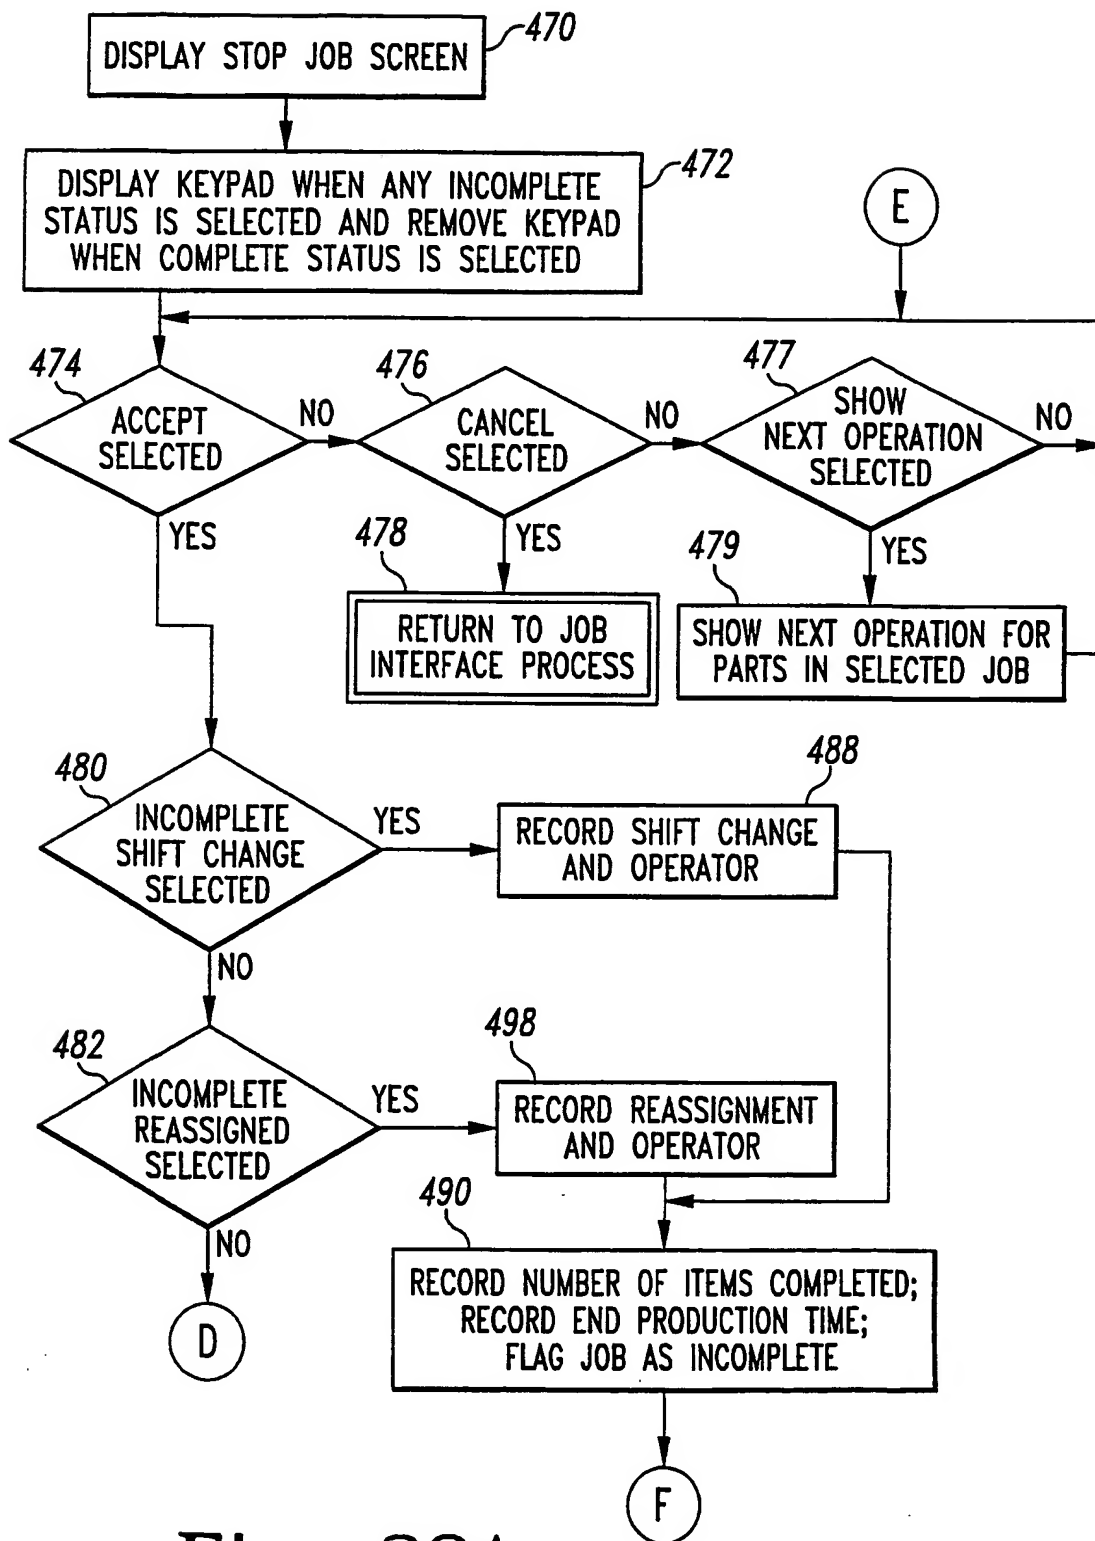 470
DISPLAY STOP JOB SCREEN
472
DISPLAY KEYPAD WHEN ANY INCOMPLETE
STATUS IS SELECTED AND REMOVE KEYPAD
WHEN COMPLETE STATUS IS SELECTED
E
474
ACCEPT
SELECTED
NO
YES
476
CANCEL
SELECTED
NO
YES
477
SHOW
NEXT OPERATION
SELECTED
NO
YES
478
RETURN TO JOB
INTERFACE PROCESS
479
SHOW NEXT OPERATION FOR
PARTS IN SELECTED JOB
480
INCOMPLETE
SHIFT CHANGE
SELECTED
YES
NO
488
RECORD SHIFT CHANGE
AND OPERATOR
482
INCOMPLETE
REASSIGNED
SELECTED
YES
NO
498
RECORD REASSIGNMENT
AND OPERATOR
490
RECORD NUMBER OF ITEMS COMPLETED;
RECORD END PRODUCTION TIME;
FLAG JOB AS INCOMPLETE
D
F